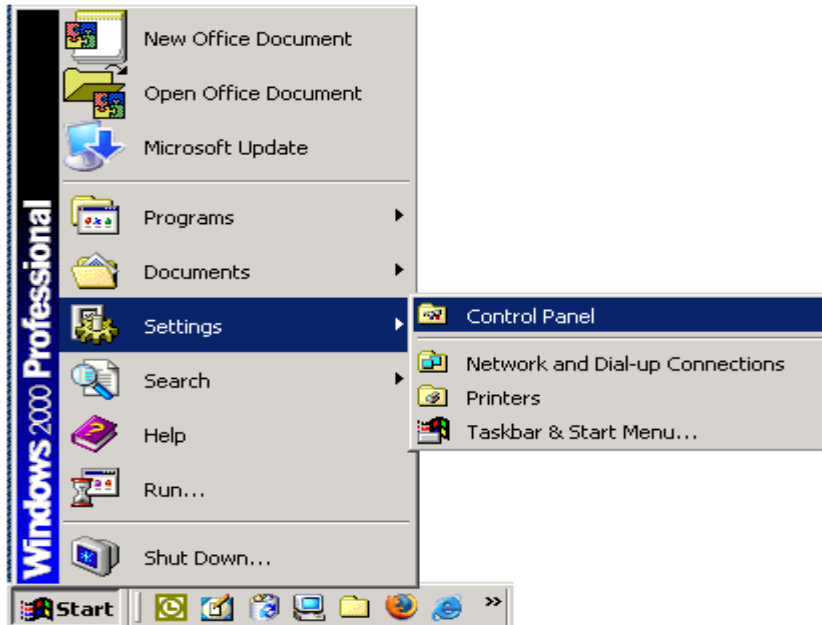 New Office Document
Open Office Document
Microsoft Update
Programs
Documents
Settings
Search
Help
Run...
Shut Down...
Control Panel
Network and Dial-up Connections
Printers
Taskbar & Start Menu...
Windows 2000 Professional
Start